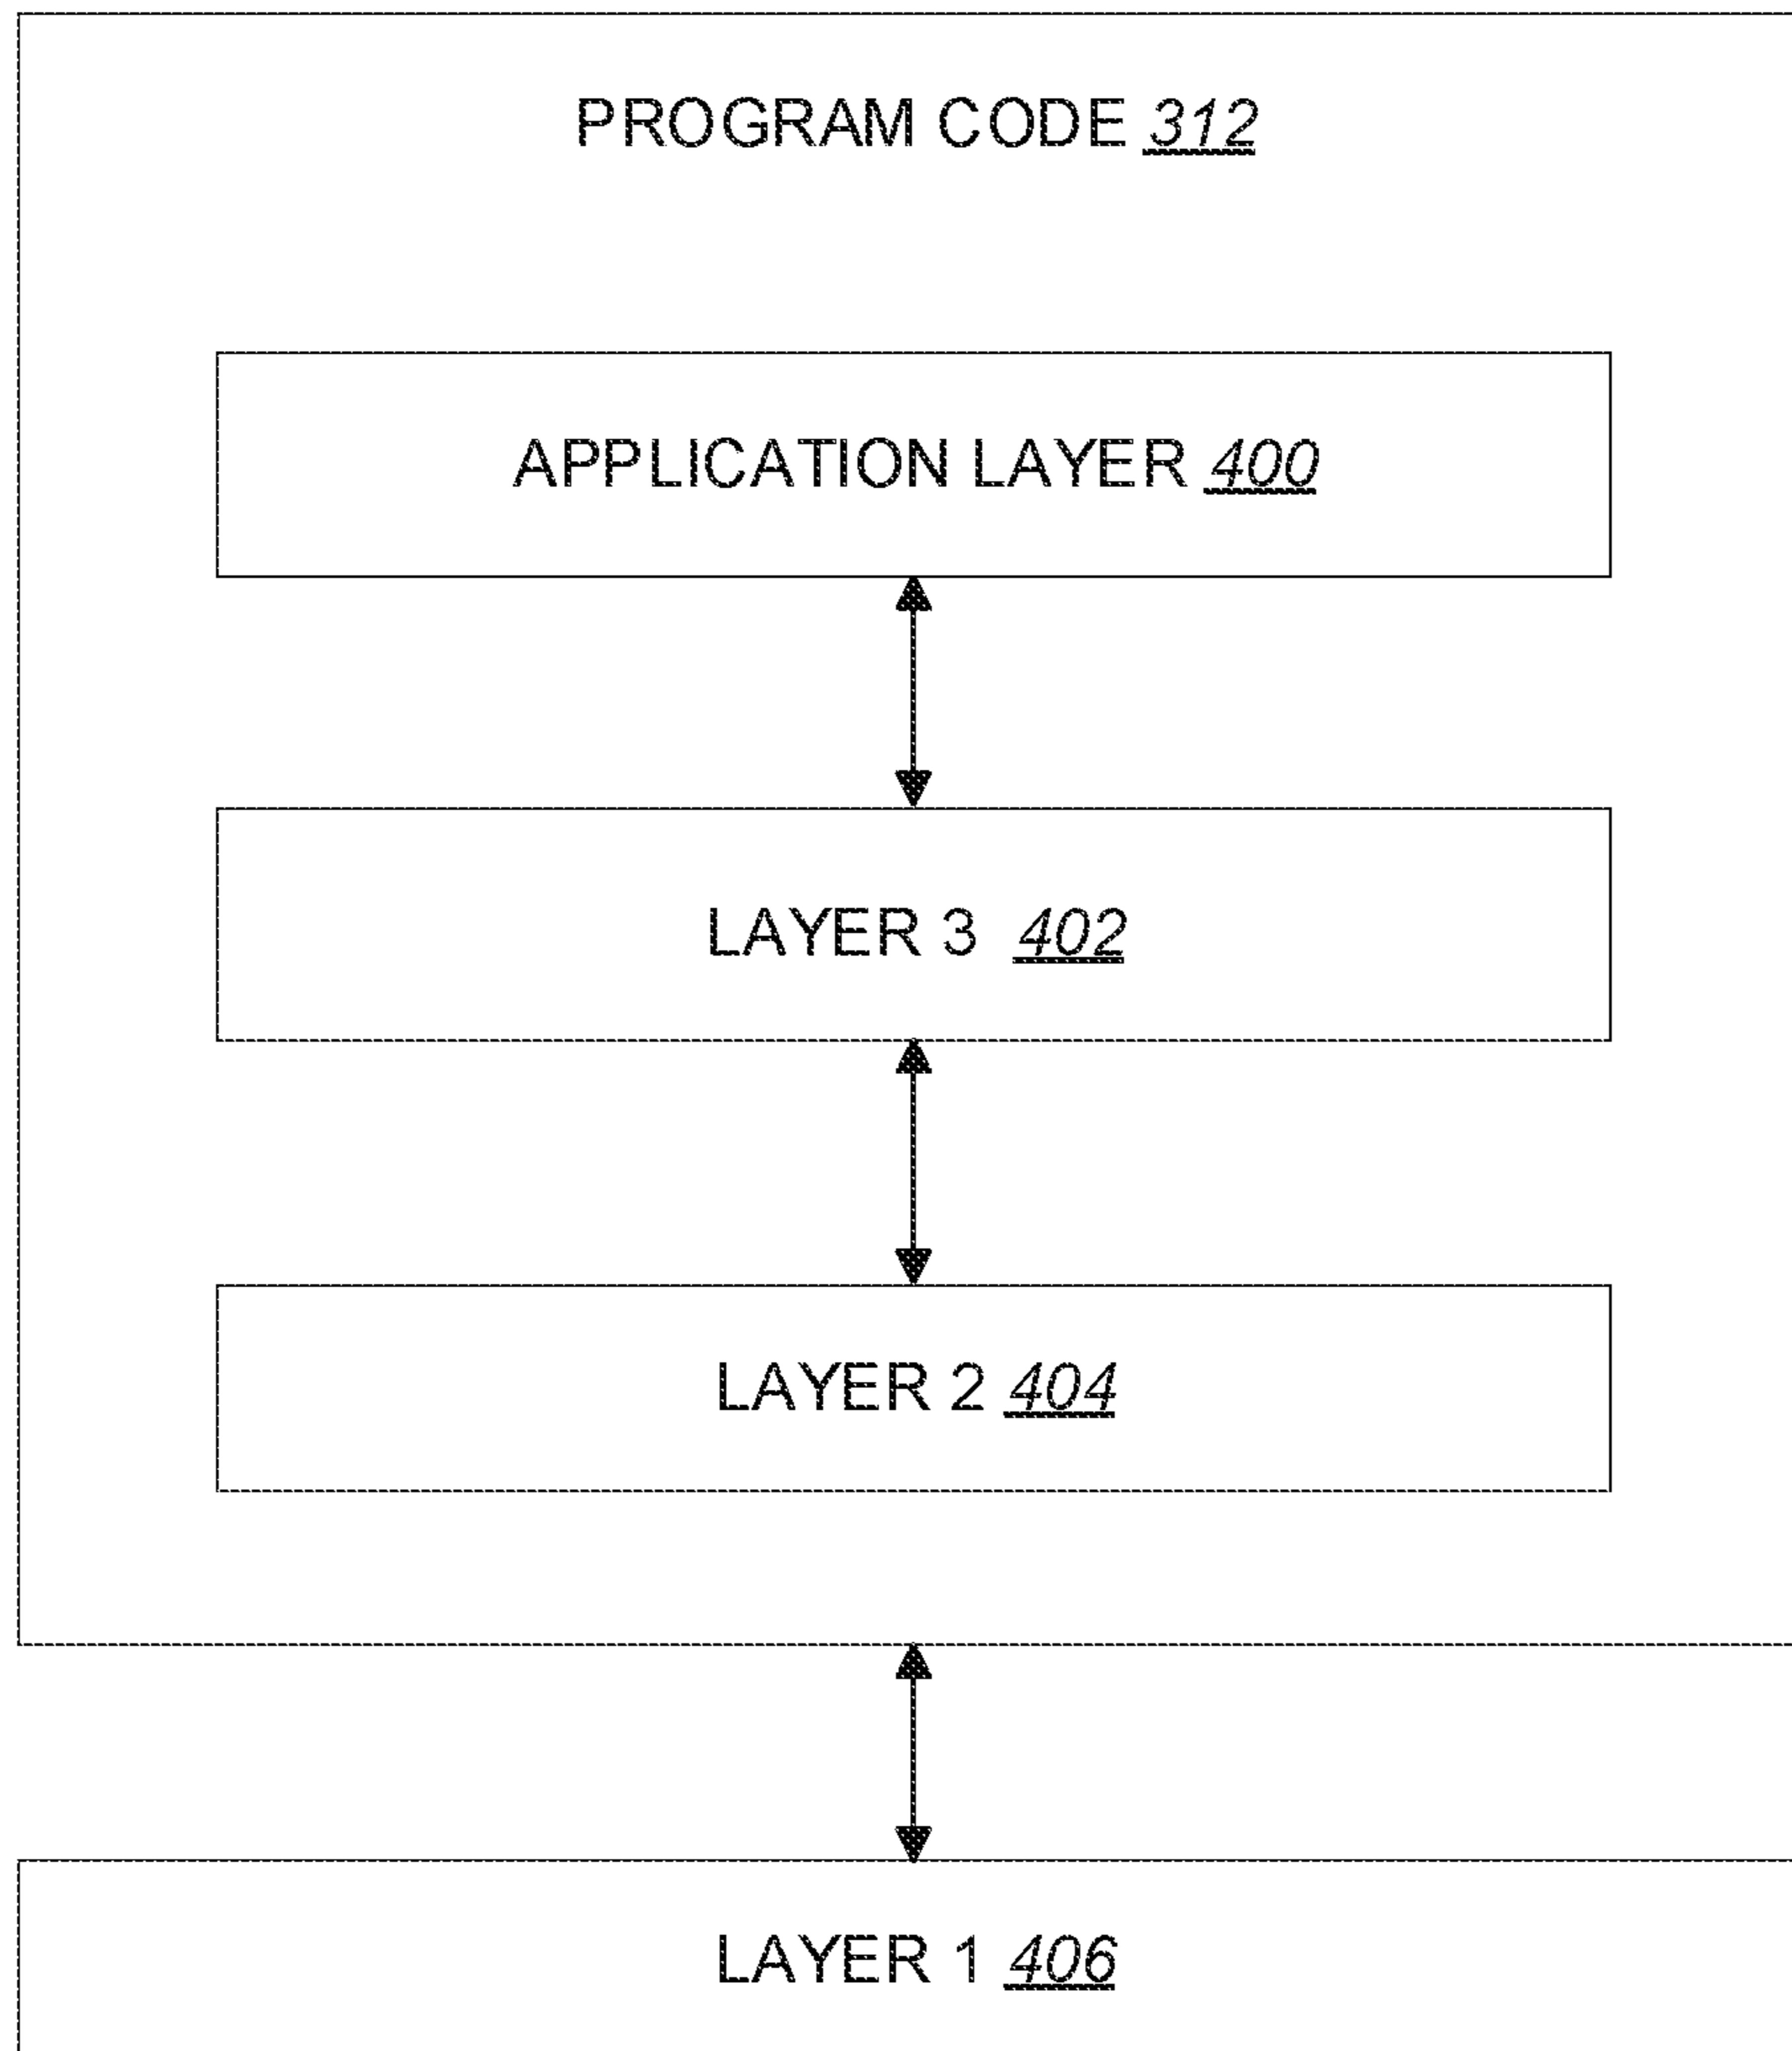 PROGRAM CODE 312
APPLICATION LAYER 400
LAYER 3 402
LAYER 2 404
LAYER 1 406